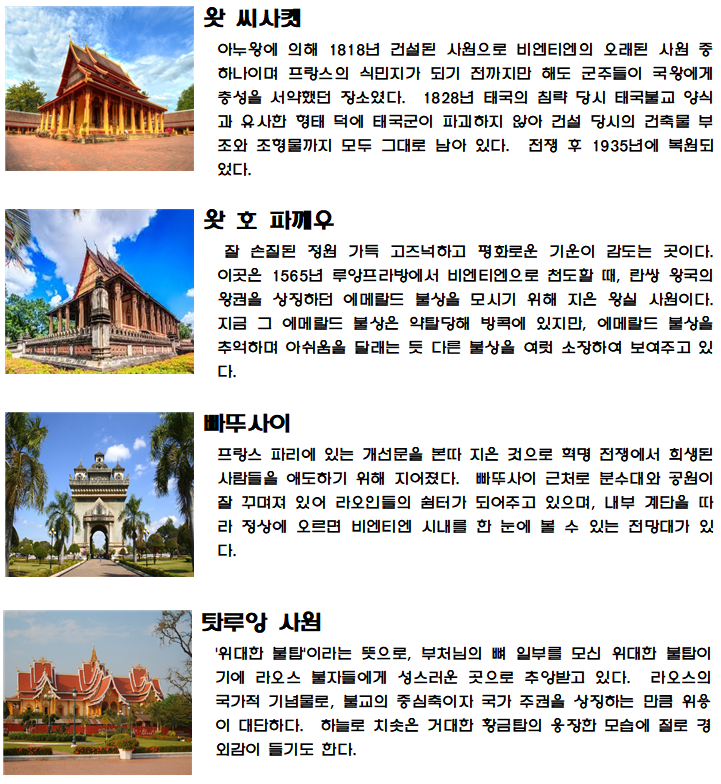 왓 씨사켓
아누왕에 의해 1818년 건설된 사원으로 비엔티엔의 오래된 사원 중
하나이며 프랑스의 식민지가 되기 전까지만 해도 군주들이 국왕에게
충성을 서약했던 장소였다. 1828년 태국의 침략 당시 태국불교 양식
과 유사한 형태 덕에 태국군이 파괴하지 않아 건설 당시의 건축물 부
조와 조형물까지 모두 그대로 남아 있다. 전쟁 후 1935년에 복원되
었다.
왓 호 파깨우
잘 손질된 정원 가득 고즈넉하고 평화로운 기운이 감도는 곳이다.
이곳은 1565년 루앙프라방에서 비엔티엔으로 천도할 때, 란쌍 왕국의
왕권을 상징하던 에메랄드 불상을 모시기 위해 지은 왕실 사원이다.
지금 그 에메랄드 불상은 약탈당해 방콕에 있지만, 에메랄드 불상을
추억하며 아쉬움을 달래는 듯 다른 불상을 여럿 소장하여 보여주고 있
다.
빠뚜사이
프랑스 파리에 있는 개선문을 본따 지은 것으로 혁명 전쟁에서 희생된
사람들을 애도하기 위해 지어졌다. 빠뚜사이 근처로 분수대와 공원이
잘 꾸며져 있어 라오인들의 쉼터가 되어주고 있으며, 내부 계단을 따
라 정상에 오르면 비엔티엔 시내를 한 눈에 볼 수 있는 전망대가 있
다.
탓루앙 사원
'위대한 불탑'이라는 뜻으로, 부처님의 뼈 일부를 모신 위대한 불탑이
기에 라오스 불자들에게 성스러운 곳으로 추앙받고 있다. 라오스의
국가적 기념물로, 불교의 중심축이자 국가 주권을 상징하는 만큼 위용
이 대단하다. 하늘로 치솟은 거대한 황금탑의 웅장한 모습에 절로 경
외감이 들기도 한다.